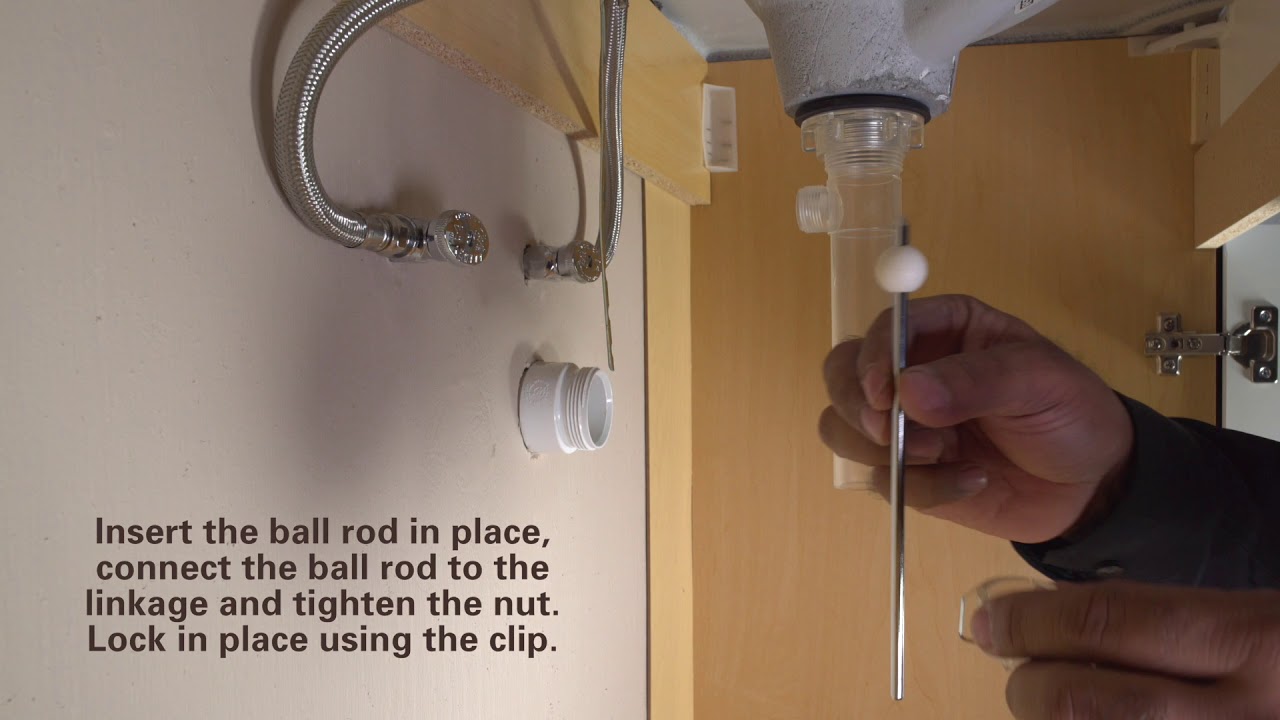 Insert the ball rod in place,
connect the ball rod to the
linkage and tighten the nut.
Lock in place using the clip.